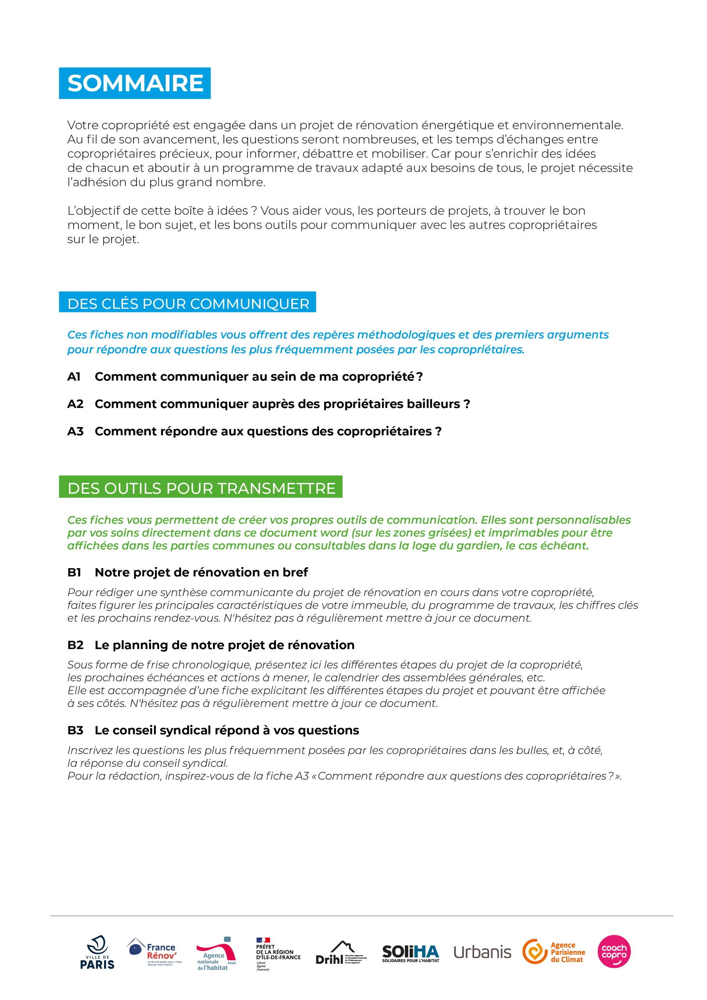 SOMMAIRE
Votre copropriété est engagée dans un projet de rénovation énergétique et environnementale.
Au fil de son avancement, les questions seront nombreuses, et les temps d’échanges entre
copropriétaires précieux, pour informer, débattre et mobiliser. Car pour s’enrichir des idées
de chacun et aboutir à un programme de travaux adapté aux besoins de tous, le projet nécessite
l’adhésion du plus grand nombre.
L’objectif de cette boîte à idées ? Vous aider vous, les porteurs de projets, à trouver le bon
moment, le bon sujet, et les bons outils pour communiquer avec les autres copropriétaires
sur le projet.
DES CLÉS POUR COMMUNIQUER
Ces fiches non modifiables vous offrent des repères méthodologiques et des premiers arguments
pour répondre aux questions les plus fréquemment posées par les copropriétaires.
A1 Comment communiquer au sein de ma copropriété ?
A2 Comment communiquer auprès des propriétaires bailleurs ?
A3 Comment répondre aux questions des copropriétaires ?
DES OUTILS POUR TRANSMETTRE
Ces fiches vous permettent de créer vos propres outils de communication. Elles sont personnalisables
par vos soins directement dans ce document word (sur les zones grisées) et imprimables pour être
affichées dans les parties communes ou consultables dans la loge du gardien, le cas échéant.
B1 Notre projet de rénovation en bref
Pour rédiger une synthèse communicante du projet de rénovation en cours dans votre copropriété,
faites figurer les principales caractéristiques de votre immeuble, du programme de travaux, les chiffres clés
et les prochains rendez-vous. N'hésitez pas à régulièrement mettre à jour ce document.
B2 Le planning de notre projet de rénovation
Sous forme de frise chronologique, présentez ici les différentes étapes du projet de la copropriété,
les prochaines échéances et actions à mener, le calendrier des assemblées générales, etc.
Elle est accompagnée d’une fiche explicitant les différentes étapes du projet et pouvant être affichée
à ses côtés. N'hésitez pas à régulièrement mettre à jour ce document.
B3 Le conseil syndical répond à vos questions
Inscrivez les questions les plus fréquemment posées par les copropriétaires dans les bulles, et, à côté,
la réponse du conseil syndical.
Pour la rédaction, inspirez-vous de la fiche A3 « Comment répondre aux questions des copropriétaires ? ».
VILLE DE
PARIS
France
Rénov’
Le service public pour mieux
rénover mon habitat
Agence
nationale
de l'habitat
Anah
PRÉFET
DE LA RÉGION
D’ÎLE-DE-FRANCE
Liberté
Égalité
Fraternité
Drihl
Direction régionale
et interdépartementale
de l'Hébergement
et du Logement
SOLiHA
SOLIDAIRES POUR L'HABITAT
Urbanis
Agence
Parisienne
du Climat
coach
copro